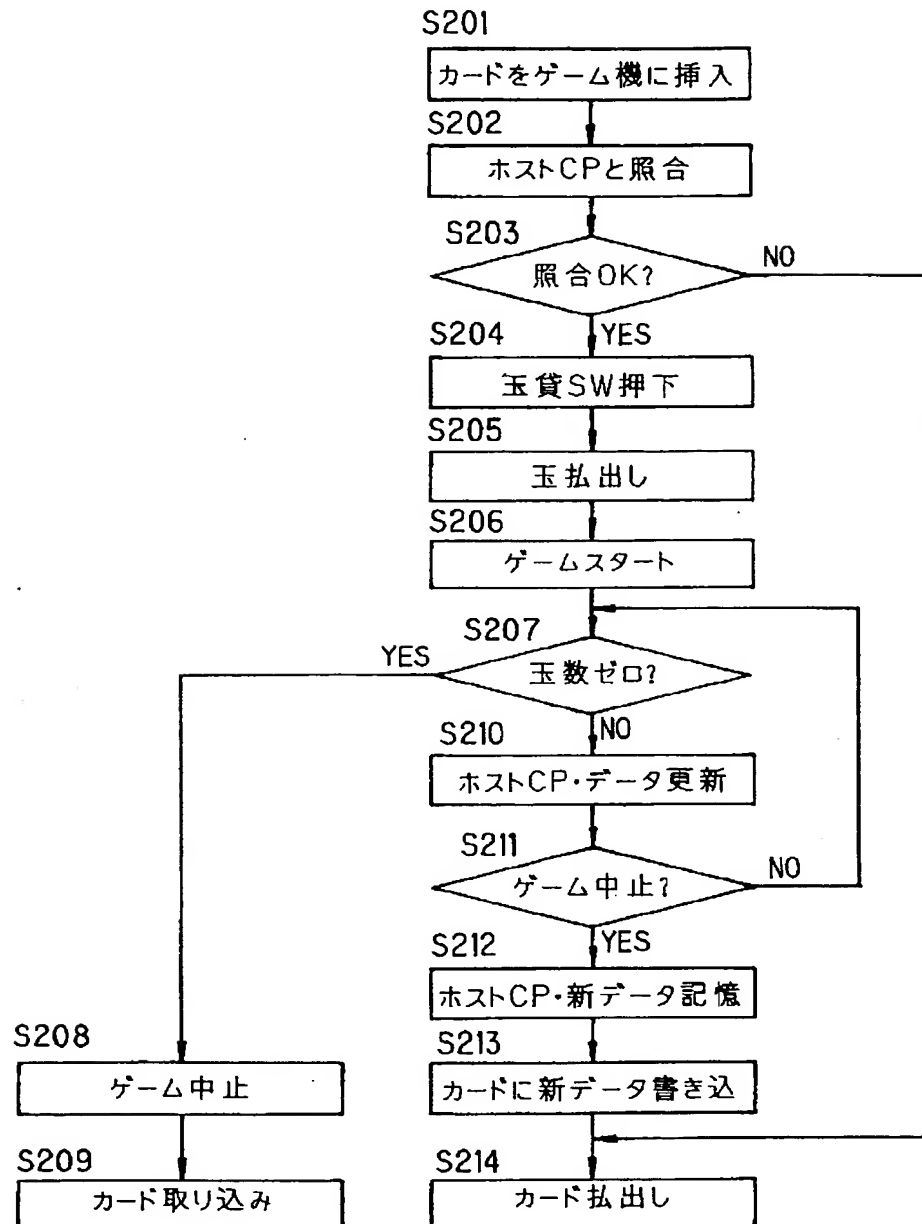 S201
カードをゲーム機に挿入
S202
ホストCPと照合
S203
照合OK?
NO
YES
S204
玉貸SW押下
S205
玉払出し
S206
ゲームスタート
S207
YES
玉数ゼロ?
NO
S210
ホストCP・データ更新
S211
ゲーム中止?
NO
YES
S212
ホストCP・新データ記憶
S213
カードに新データ書き込
S208
ゲーム中止
S209
カード取り込み
S214
カード払出し